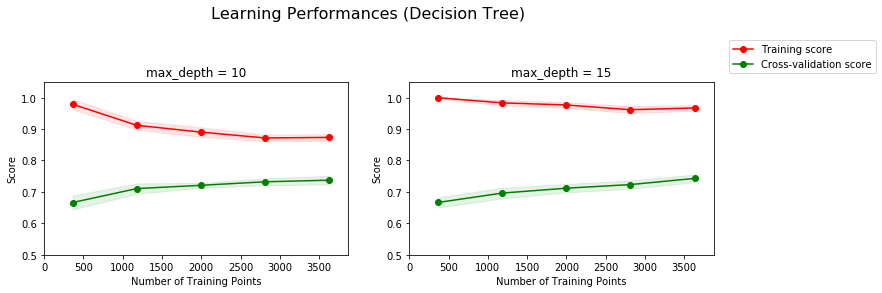 Learning Performances (Decision Tree)
Training score
Cross-validation score
max_depth = 10
1.0
0.9
0.8
0.7
0.6
0.5
Score
0 500 1000 1500 2000 2500 3000 3500
Number of Training Points
max_depth = 15
1.0
0.9
0.8
0.7
0.6
0.5
Score
0 500 1000 1500 2000 2500 3000 3500
Number of Training Points